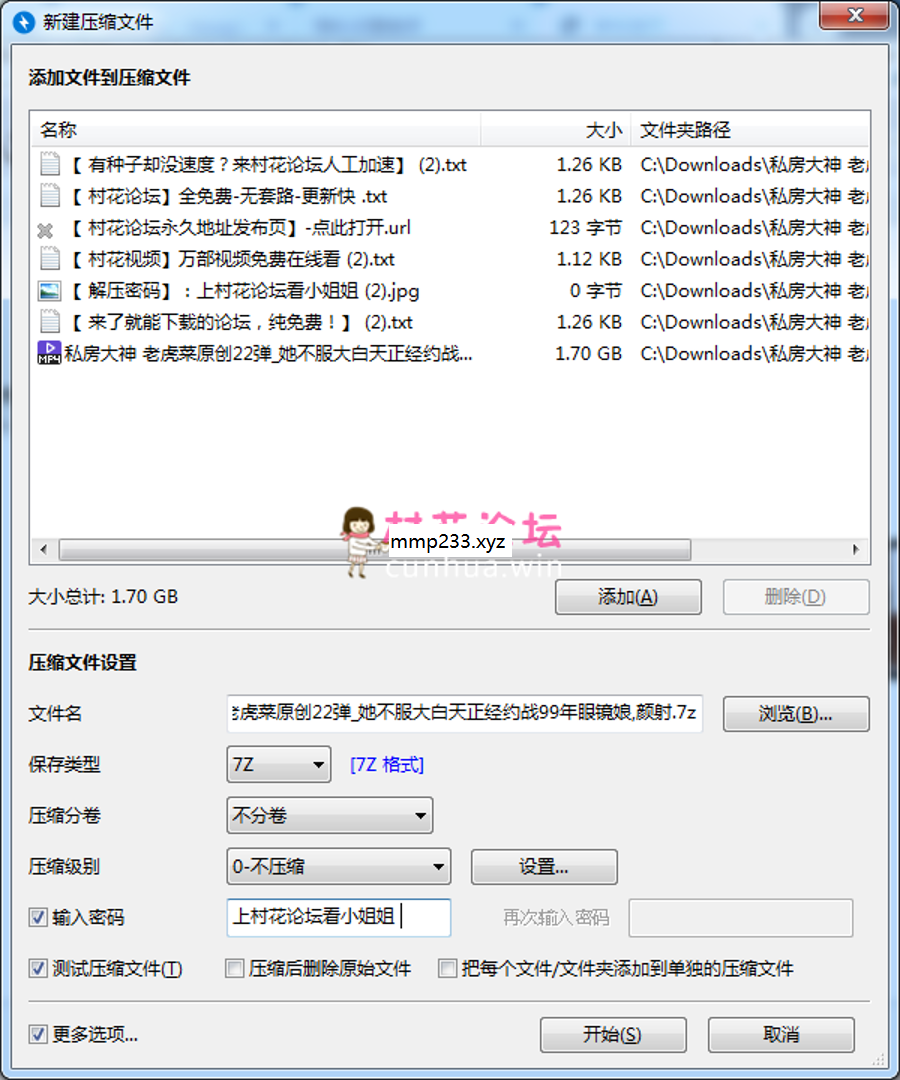 新建压缩文件
添加文件到压缩文件
名称 大小 文件夹路径
【 有种子却没速度？来村花论坛人工加速】 (2).txt 1.26 KB C:\Downloads\私房大神 老
【 村花论坛】全免费-无套路-更新快 .txt 1.26 KB C:\Downloads\私房大神 老
【 村花论坛永久地址发布页】-点此打开.url 123 字节 C:\Downloads\私房大神 老
【 村花视频】万部视频免费在线看 (2).txt 1.12 KB C:\Downloads\私房大神 老
【 解压密码】：上村花论坛看小姐姐 (2).jpg 0 字节 C:\Downloads\私房大神 老
【 来了就能下载的论坛，纯免费！】 (2).txt 1.26 KB C:\Downloads\私房大神 老
MP4 私房大神 老虎菜原创22弹_她不服大白天正经约战... 1.70 GB C:\Downloads\私房大神 老
村花论坛
mmp233.xyz
cunhua.win
大小总计: 1.70 GB 添加(A) 删除(D)
压缩文件设置
文件名 虎菜原创22弹_她不服大白天正经约战99年眼镜娘,颜射.7z 浏览(B)...
保存类型 7Z [7Z 格式]
压缩分卷 不分卷
压缩级别 0-不压缩 设置...
输入密码 上村花论坛看小姐姐 再次输入密码
测试压缩文件(T) 压缩后删除原始文件 把每个文件/文件夹添加到单独的压缩文件
更多选项... 开始(S) 取消